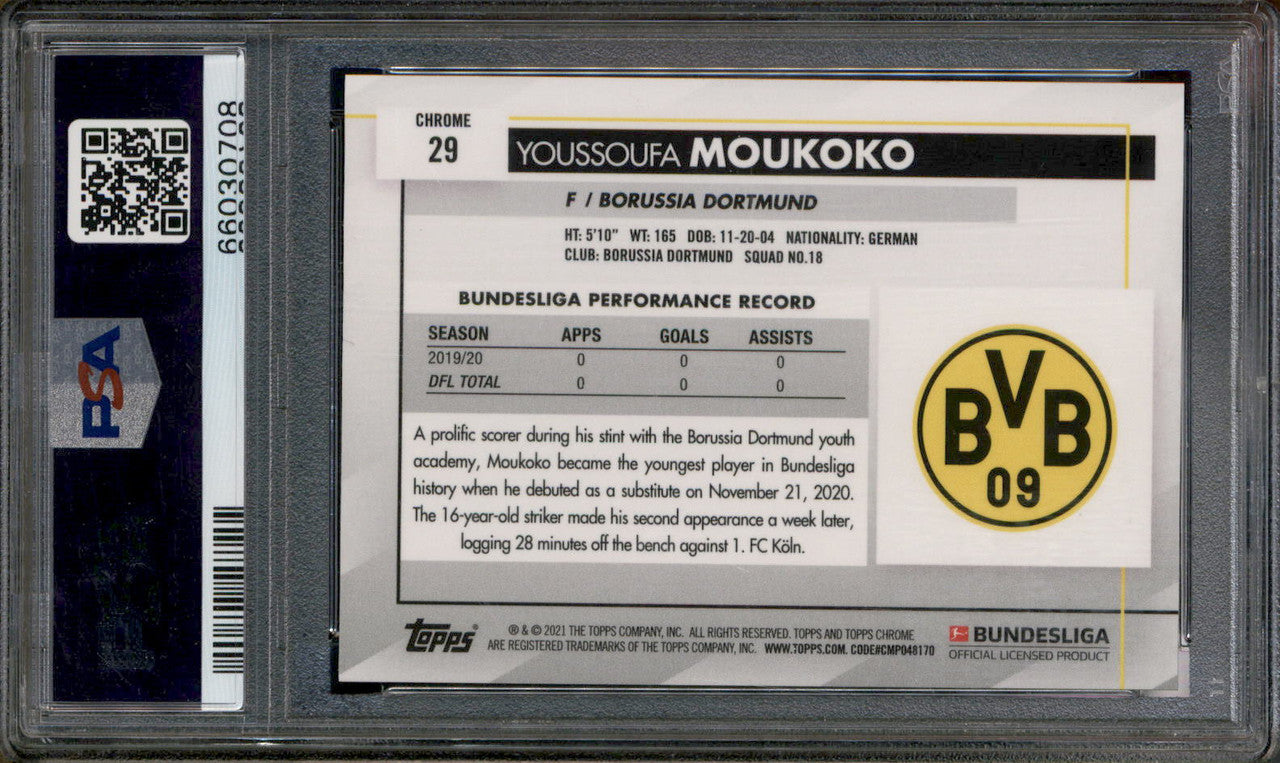 66030708
PSA
CHROME
29
YOUSSOUFA MOUKOKO
F / BORUSSIA DORTMUND
HT: 5'10" WT: 165 DOB: 11-20-04 NATIONALITY: GERMAN
CLUB: BORUSSIA DORTMUND SQUAD NO.18
BUNDESLIGA PERFORMANCE RECORD
SEASON APPS GOALS ASSISTS
2019/20 0 0 0
DFL TOTAL 0 0 0
A prolific scorer during his stint with the Borussia Dortmund youth
academy, Moukoko became the youngest player in Bundesliga
history when he debuted as a substitute on November 21, 2020.
The 16-year-old striker made his second appearance a week later,
logging 28 minutes off the bench against 1. FC Köln.
BVB
09
Topps
® & © 2021 THE TOPPS COMPANY, INC. ALL RIGHTS RESERVED. TOPPS AND TOPPS CHROME
ARE REGISTERED TRADEMARKS OF THE TOPPS COMPANY, INC. WWW.TOPPS.COM. CODE#CMP048170
BUNDESLIGA
OFFICIAL LICENSED PRODUCT